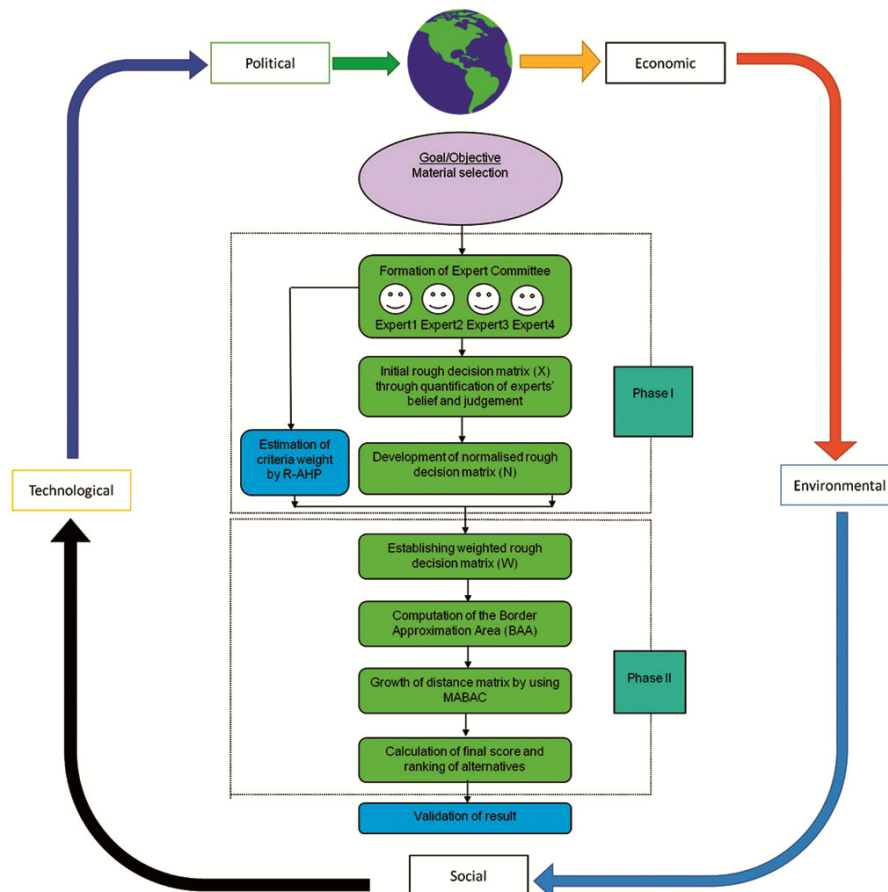 Political
Economic
Goal/Objective
Material selection
Formation of Expert Committee
Expert1 Expert2 Expert3 Expert4
Initial rough decision matrix (X)
through quantification of experts'
belief and judgement
Phase I
Estimation of
criteria weight
by R-AHP
Development of normalised rough
decision matrix (N)
Technological
Environmental
Establishing weighted rough
decision matrix (W)
Computation of the Border
Approximation Area (BAA)
Growth of distance matrix by using
MABAC
Phase II
Calculation of final score and
ranking of alternatives
Validation of result
Social